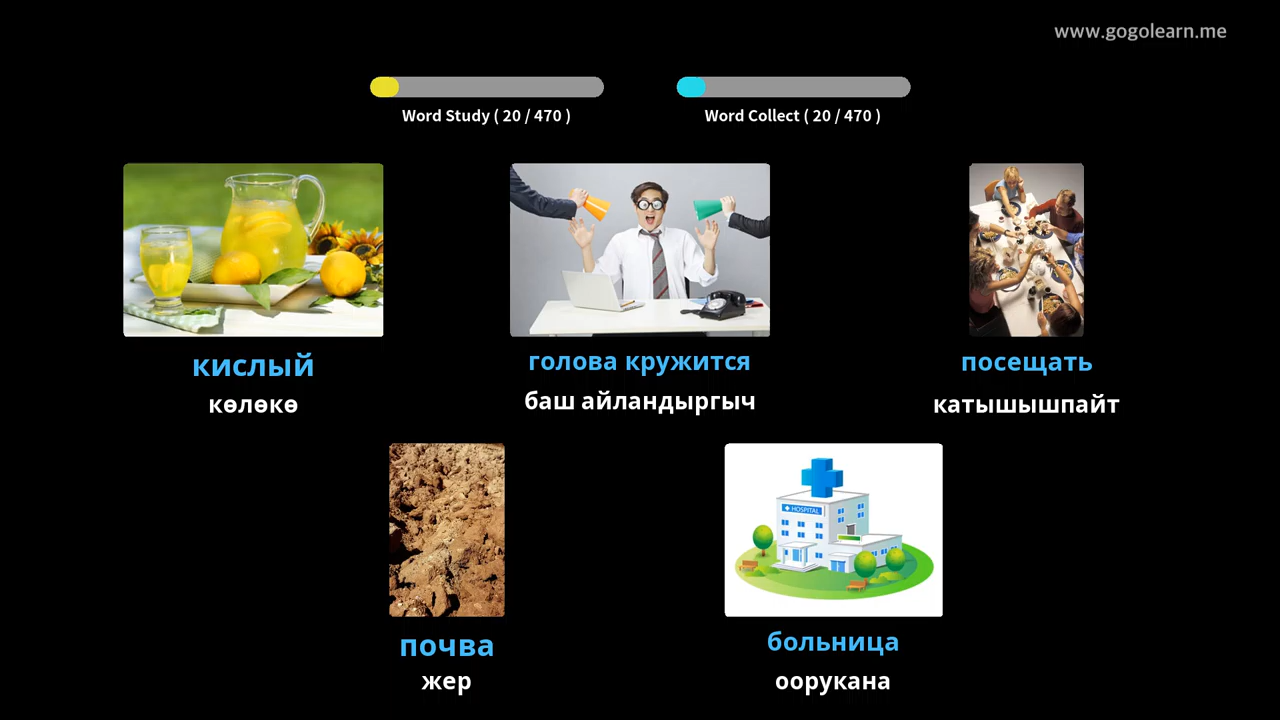 www.gogolearn.me
Word Study ( 20 / 470 )
Word Collect ( 20 / 470 )
кислый
көлөкө
голова кружится
баш айландыргыч
посещать
катышышпайт
почва
жер
HOSPITAL
больница
оорукана